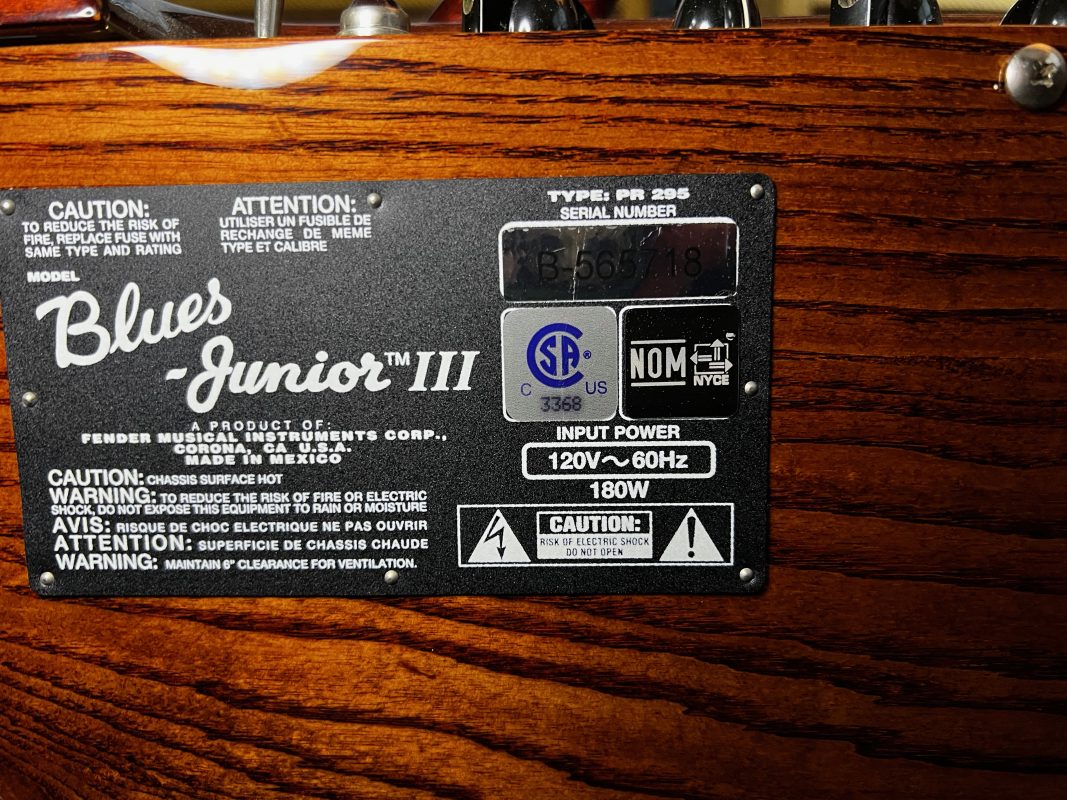 CAUTION:
TO REDUCE THE RISK OF
FIRE, REPLACE FUSE WITH
SAME TYPE AND RATING
ATTENTION:
UTILISER UN FUSIBLE DE
RECHANGE DE MEME
TYPE ET CALIBRE
TYPE: PR 295
SERIAL NUMBER
B-565718
MODEL
Blues
Junior™ III
CSA®
C US
3368
NOM
NYCE
A PRODUCT OF:
FENDER MUSICAL INSTRUMENTS CORP.,
CORONA, CA. U.S.A.
MADE IN MEXICO
INPUT POWER
120V~60Hz
180W
CAUTION: CHASSIS SURFACE HOT
WARNING: TO REDUCE THE RISK OF FIRE OR ELECTRIC
SHOCK, DO NOT EXPOSE THIS EQUIPMENT TO RAIN OR MOISTURE
AVIS: RISQUE DE CHOC ELECTRIQUE NE PAS OUVRIR
ATTENTION: SUPERFICIE DE CHASSIS CHAUDE
WARNING: MAINTAIN 6" CLEARANCE FOR VENTILATION.
CAUTION:
RISK OF ELECTRIC SHOCK
DO NOT OPEN
!